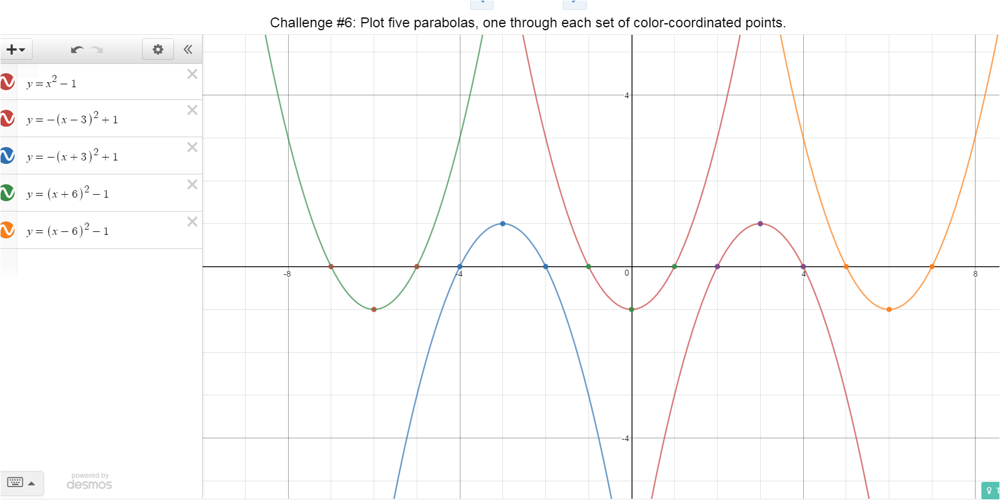 Challenge #6: Plot five parabolas, one through each set of color-coordinated points.
y = x² – 1
y = –(x – 3)² + 1
y = –(x + 3)² + 1
y = (x + 6)² – 1
y = (x – 6)² – 1
4
-8
-4
0
4
8
-4
powered by
desmos
T